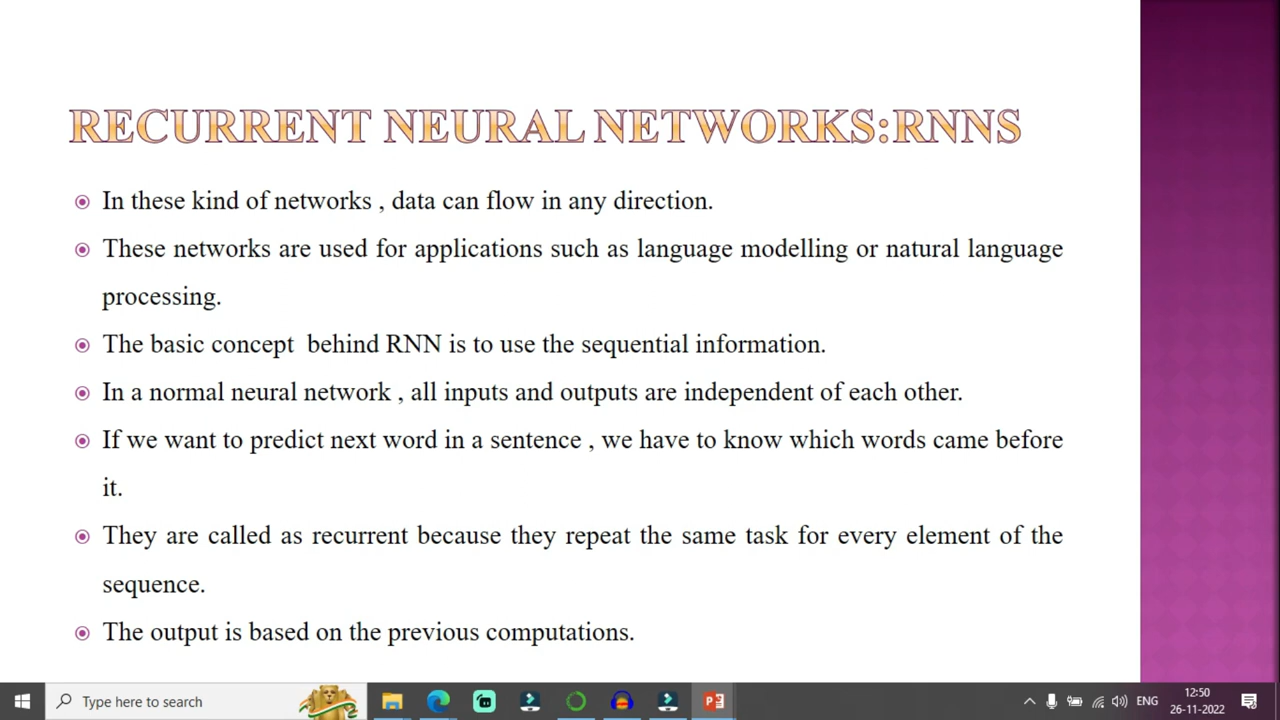 RECURRENT NEURAL NETWORKS:RNNS
In these kind of networks , data can flow in any direction.
These networks are used for applications such as language modelling or natural language
processing.
The basic concept behind RNN is to use the sequential information.
In a normal neural network , all inputs and outputs are independent of each other.
If we want to predict next word in a sentence , we have to know which words came before
it.
They are called as recurrent because they repeat the same task for every element of the
sequence.
The output is based on the previous computations.
Type here to search
ENG
12:50
26-11-2022